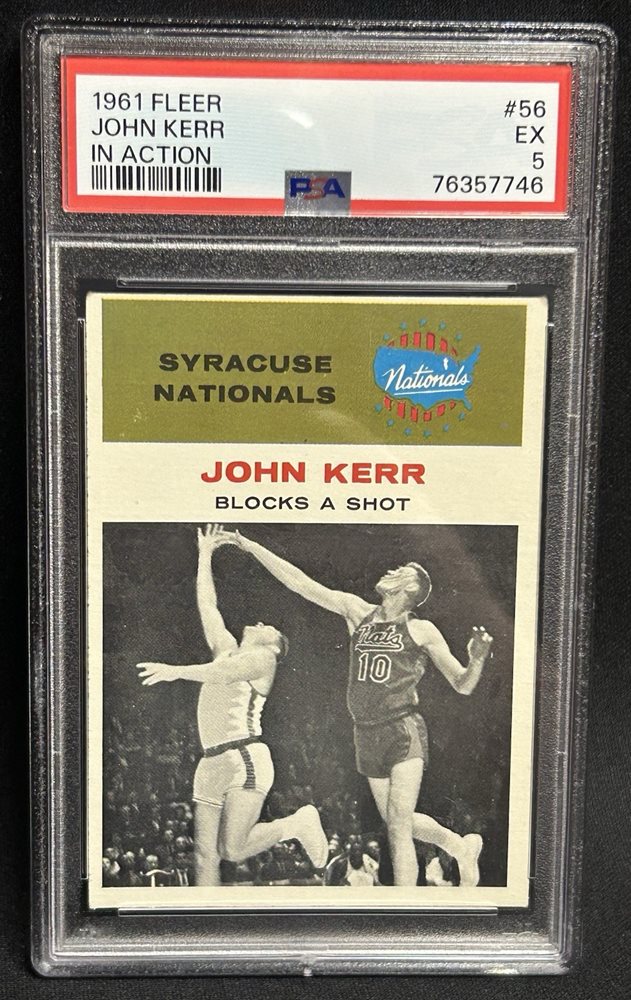 1961 FLEER
#56
JOHN KERR
EX
IN ACTION
5
PSA
76357746
SYRACUSE
NATIONALS
Nationals
JOHN KERR
BLOCKS A SHOT
Nats
10